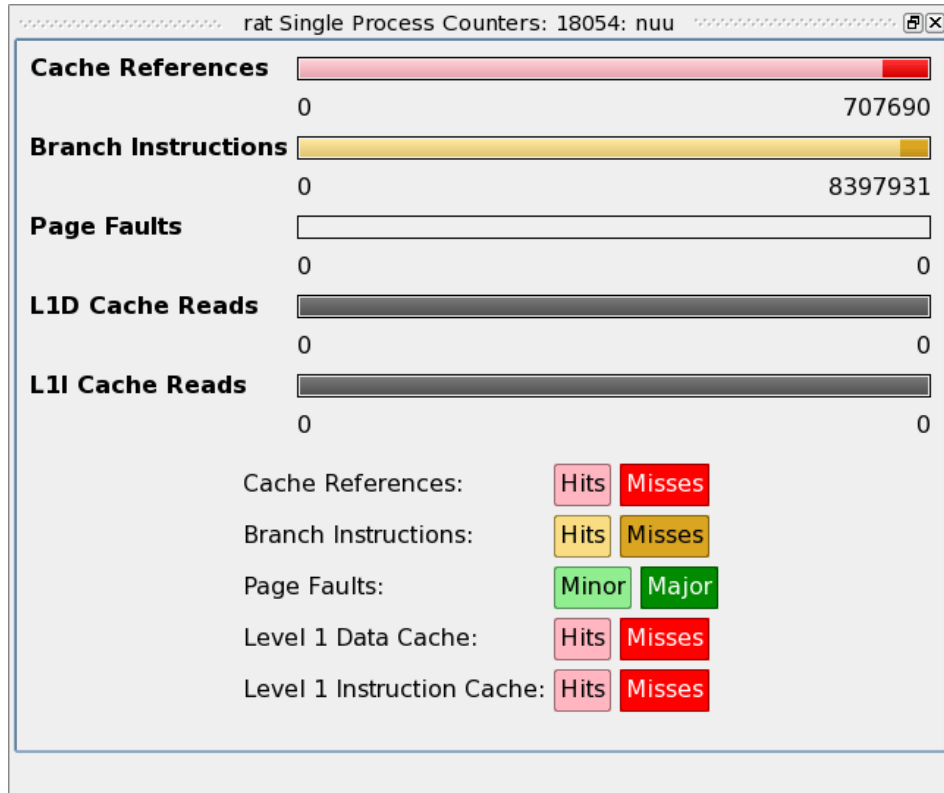 rat Single Process Counters: 18054: nuu
Cache References
0 707690
Branch Instructions
0 8397931
Page Faults
0 0
L1D Cache Reads
0 0
L1I Cache Reads
0 0
Cache References: Hits Misses
Branch Instructions: Hits Misses
Page Faults: Minor Major
Level 1 Data Cache: Hits Misses
Level 1 Instruction Cache: Hits Misses